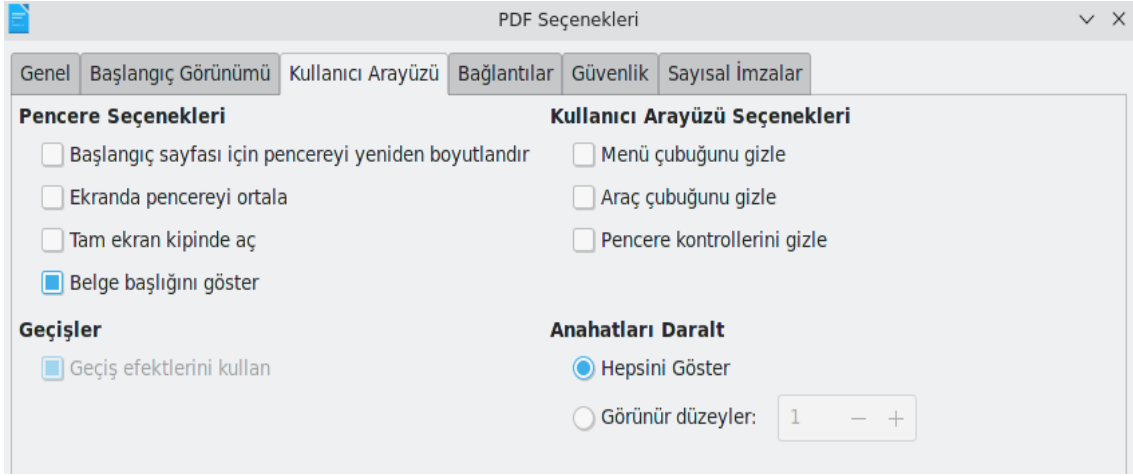 PDF Seçenekleri
Genel Başlangıç Görünümü Kullanıcı Arayüzü Bağlantılar Güvenlik Sayısal İmzalar
Pencere Seçenekleri
Başlangıç sayfası için pencereyi yeniden boyutlandır
Ekranda pencereyi ortala
Tam ekran kipinde aç
Belge başlığını göster
Kullanıcı Arayüzü Seçenekleri
Menü çubuğunu gizle
Araç çubuğunu gizle
Pencere kontrollerini gizle
Geçişler
Geçiş efektlerini kullan
Anahatları Daralt
Hepsini Göster
Görünür düzeyler: 1 − +